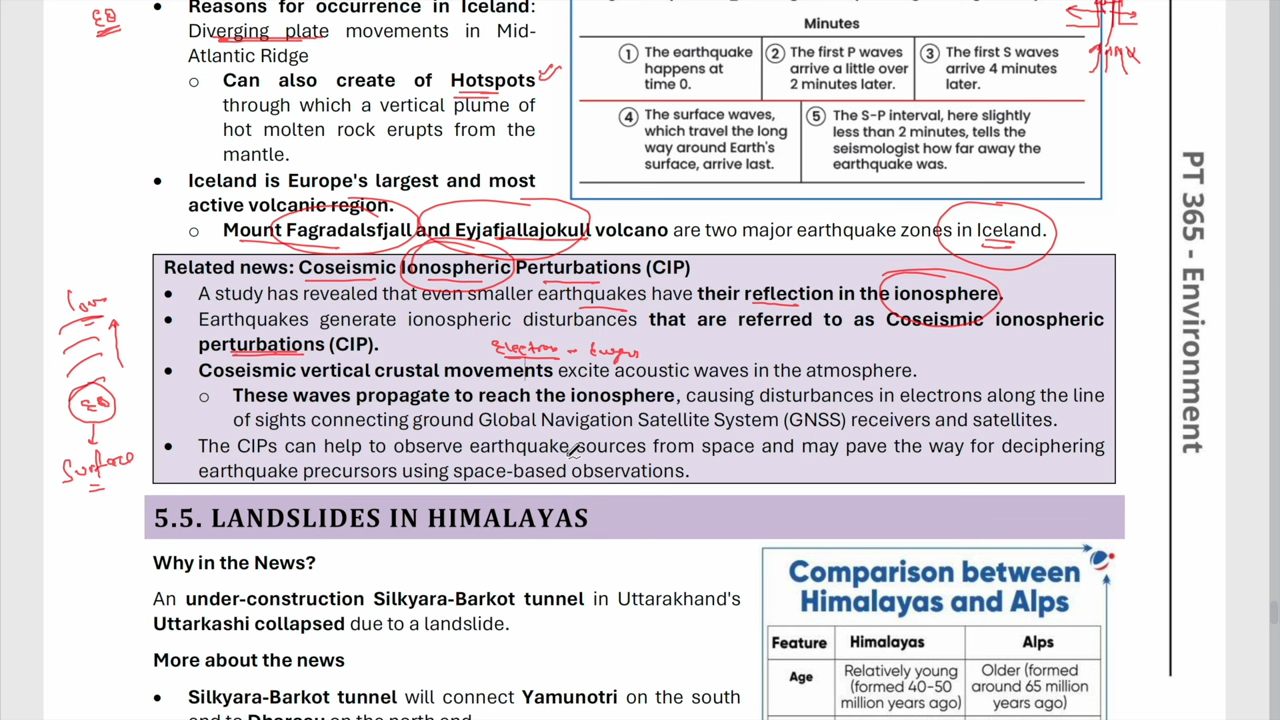 EQ
• Reasons for occurrence in Iceland:
Diverging plate movements in Mid-
Atlantic Ridge
o Can also create of Hotspots
through which a vertical plume of
hot molten rock erupts from the
mantle.
• Iceland is Europe's largest and most
active volcanic region.
o Mount Fagradalsfjall and Eyjafjallajokull volcano are two major earthquake zones in Iceland.
Minutes
1 The earthquake
happens at
time 0.
2 The first P waves
arrive a little over
2 minutes later.
3 The first S waves
arrive 4 minutes
later.
4 The surface waves,
which travel the long
way around Earth's
surface, arrive last.
5 The S-P interval, here slightly
less than 2 minutes, tells the
seismologist how far away the
earthquake was.
Related news: Coseismic Ionospheric Perturbations (CIP)
• A study has revealed that even smaller earthquakes have their reflection in the ionosphere.
• Earthquakes generate ionospheric disturbances that are referred to as Coseismic ionospheric
perturbations (CIP).
Electron -
• Coseismic vertical crustal movements excite acoustic waves in the atmosphere.
o These waves propagate to reach the ionosphere, causing disturbances in electrons along the line
of sights connecting ground Global Navigation Satellite System (GNSS) receivers and satellites.
• The CIPs can help to observe earthquake sources from space and may pave the way for deciphering
earthquake precursors using space-based observations.
EQ
Surface
5.5. LANDSLIDES IN HIMALAYAS
Why in the News?
An under-construction Silkyara-Barkot tunnel in Uttarakhand's
Uttarkashi collapsed due to a landslide.
More about the news
• Silkyara-Barkot tunnel will connect Yamunotri on the south
Comparison between
Himalayas and Alps
Feature Himalayas Alps
Age
Relatively young
(formed 40-50
million years ago)
Older (formed
around 65 million
years ago)
PT 365 - Environment